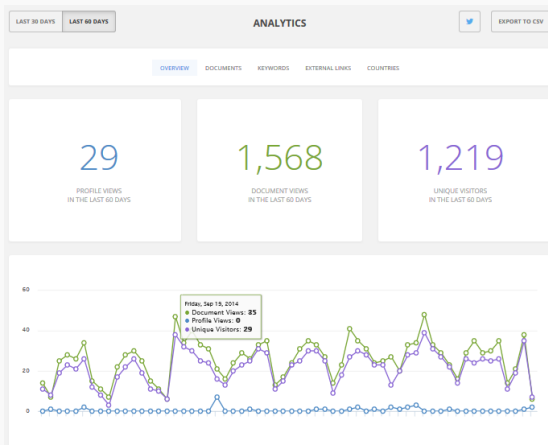 LAST 30 DAYS LAST 60 DAYS ANALYTICS EXPORT TO CSV
OVERVIEW DOCUMENTS KEYWORDS EXTERNAL LINKS COUNTRIES
29 1,568 1,219
PROFILE VIEWS DOCUMENT VIEWS UNIQUE VISITORS
IN THE LAST 60 DAYS IN THE LAST 60 DAYS IN THE LAST 60 DAYS
60
Friday, Sep 19, 2014
Document Views: 35
Profile Views: 0
Unique Visitors: 29
40
20
0